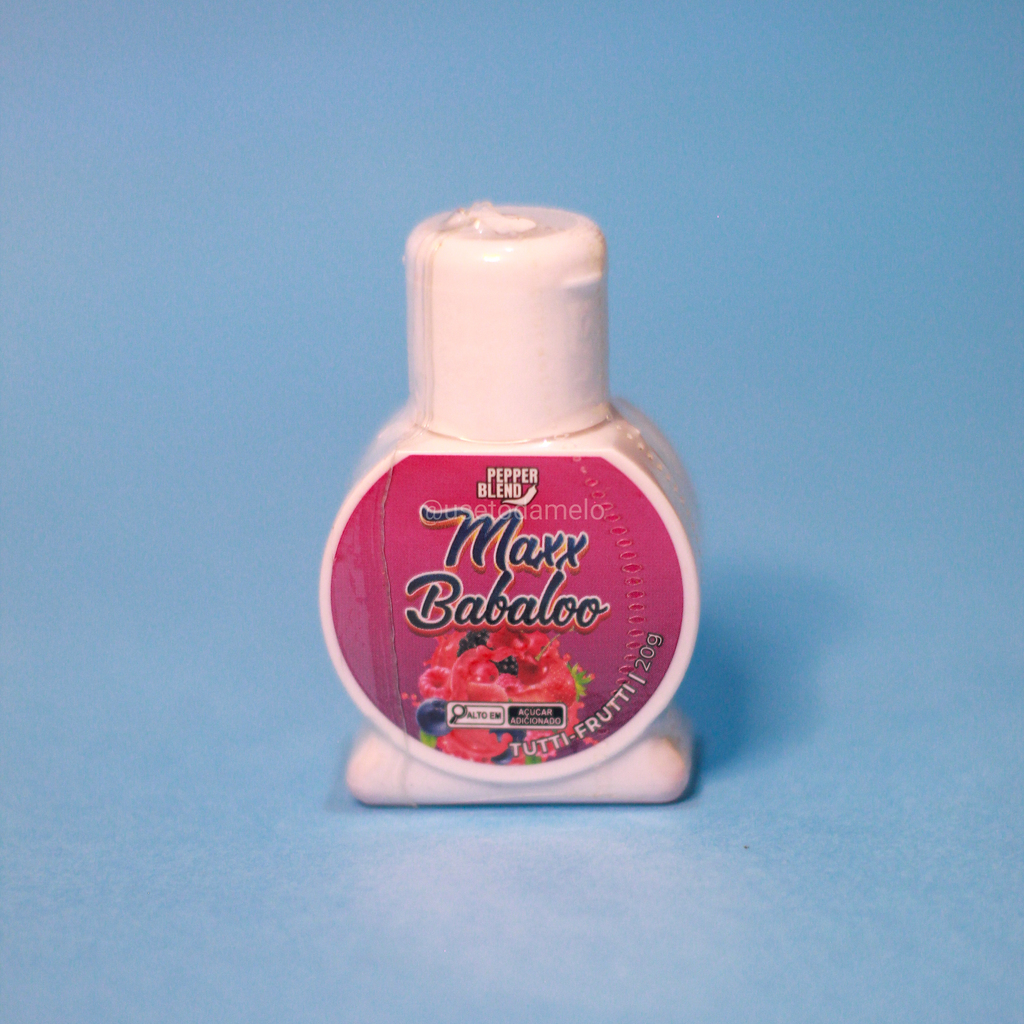 PEPPER
BLEND
@usetodamelo
Maxx
Babaloo
ALTO EM
AÇÚCAR
ADICIONADO
TUTTI-FRUTTI | 20g